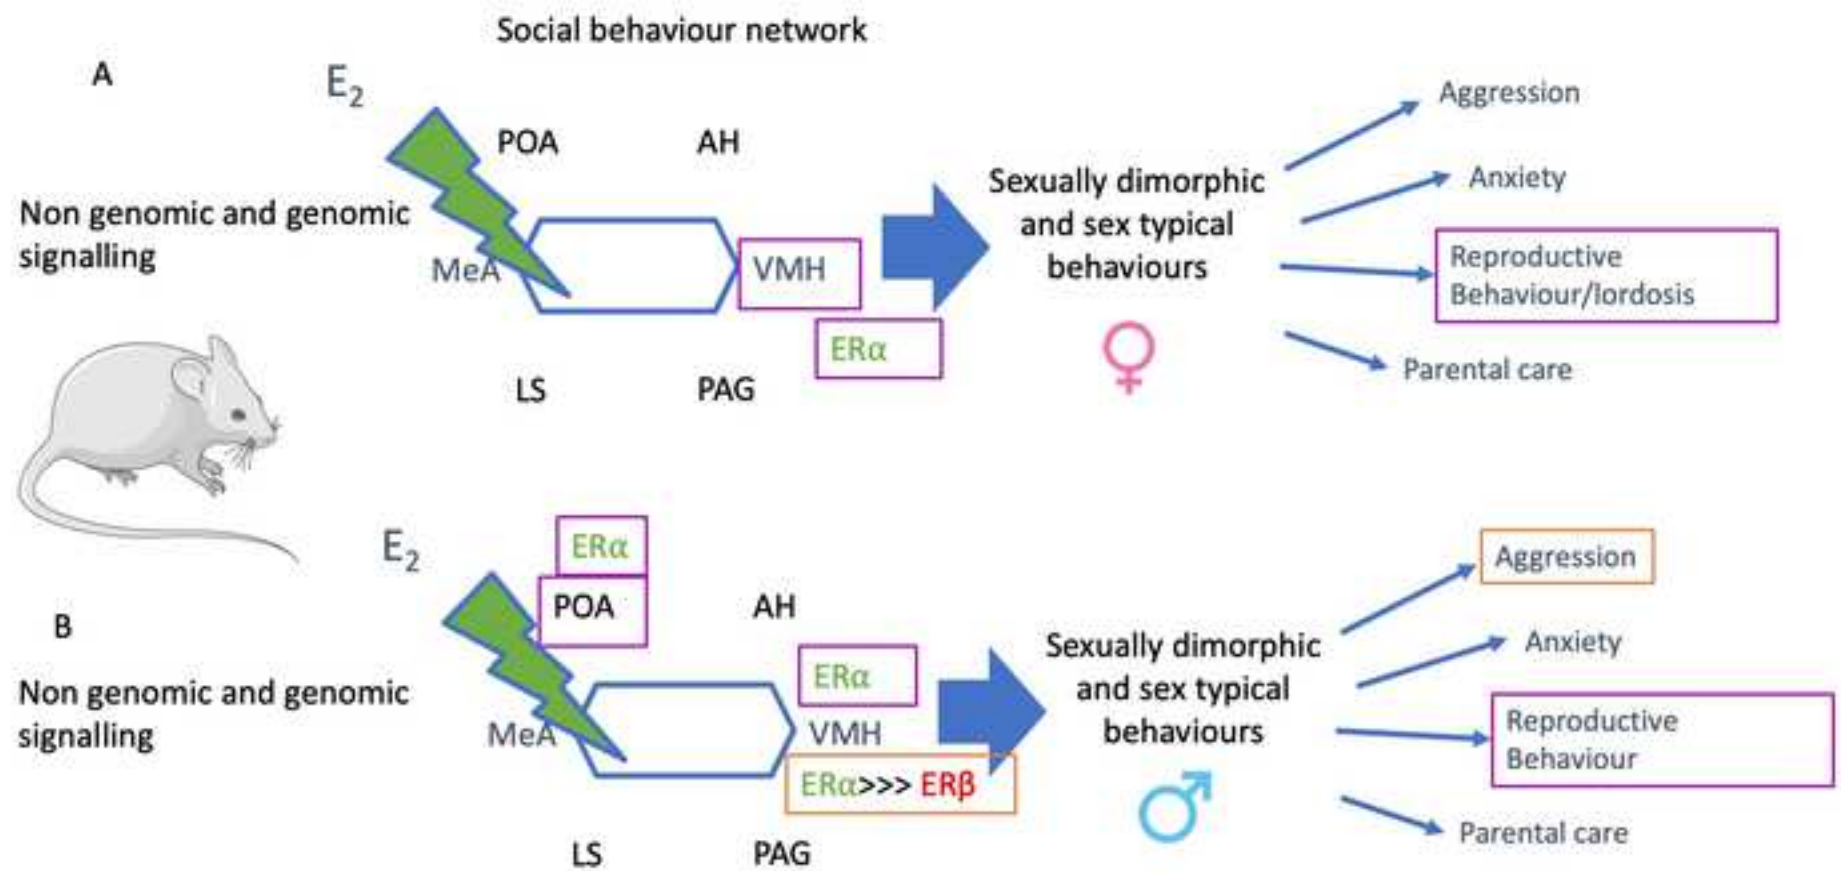 Social behaviour network
A
E2
POA
AH
Non genomic and genomic
signalling
MeA
VMH
ERα
LS
PAG
Sexually dimorphic
and sex typical
behaviours
Aggression
Anxiety
Reproductive
Behaviour/lordosis
Parental care
B
E2
ERα
POA
AH
Non genomic and genomic
signalling
MeA
ERα
VMH
ERα>>> ERβ
LS
PAG
Sexually dimorphic
and sex typical
behaviours
Aggression
Anxiety
Reproductive
Behaviour
Parental care